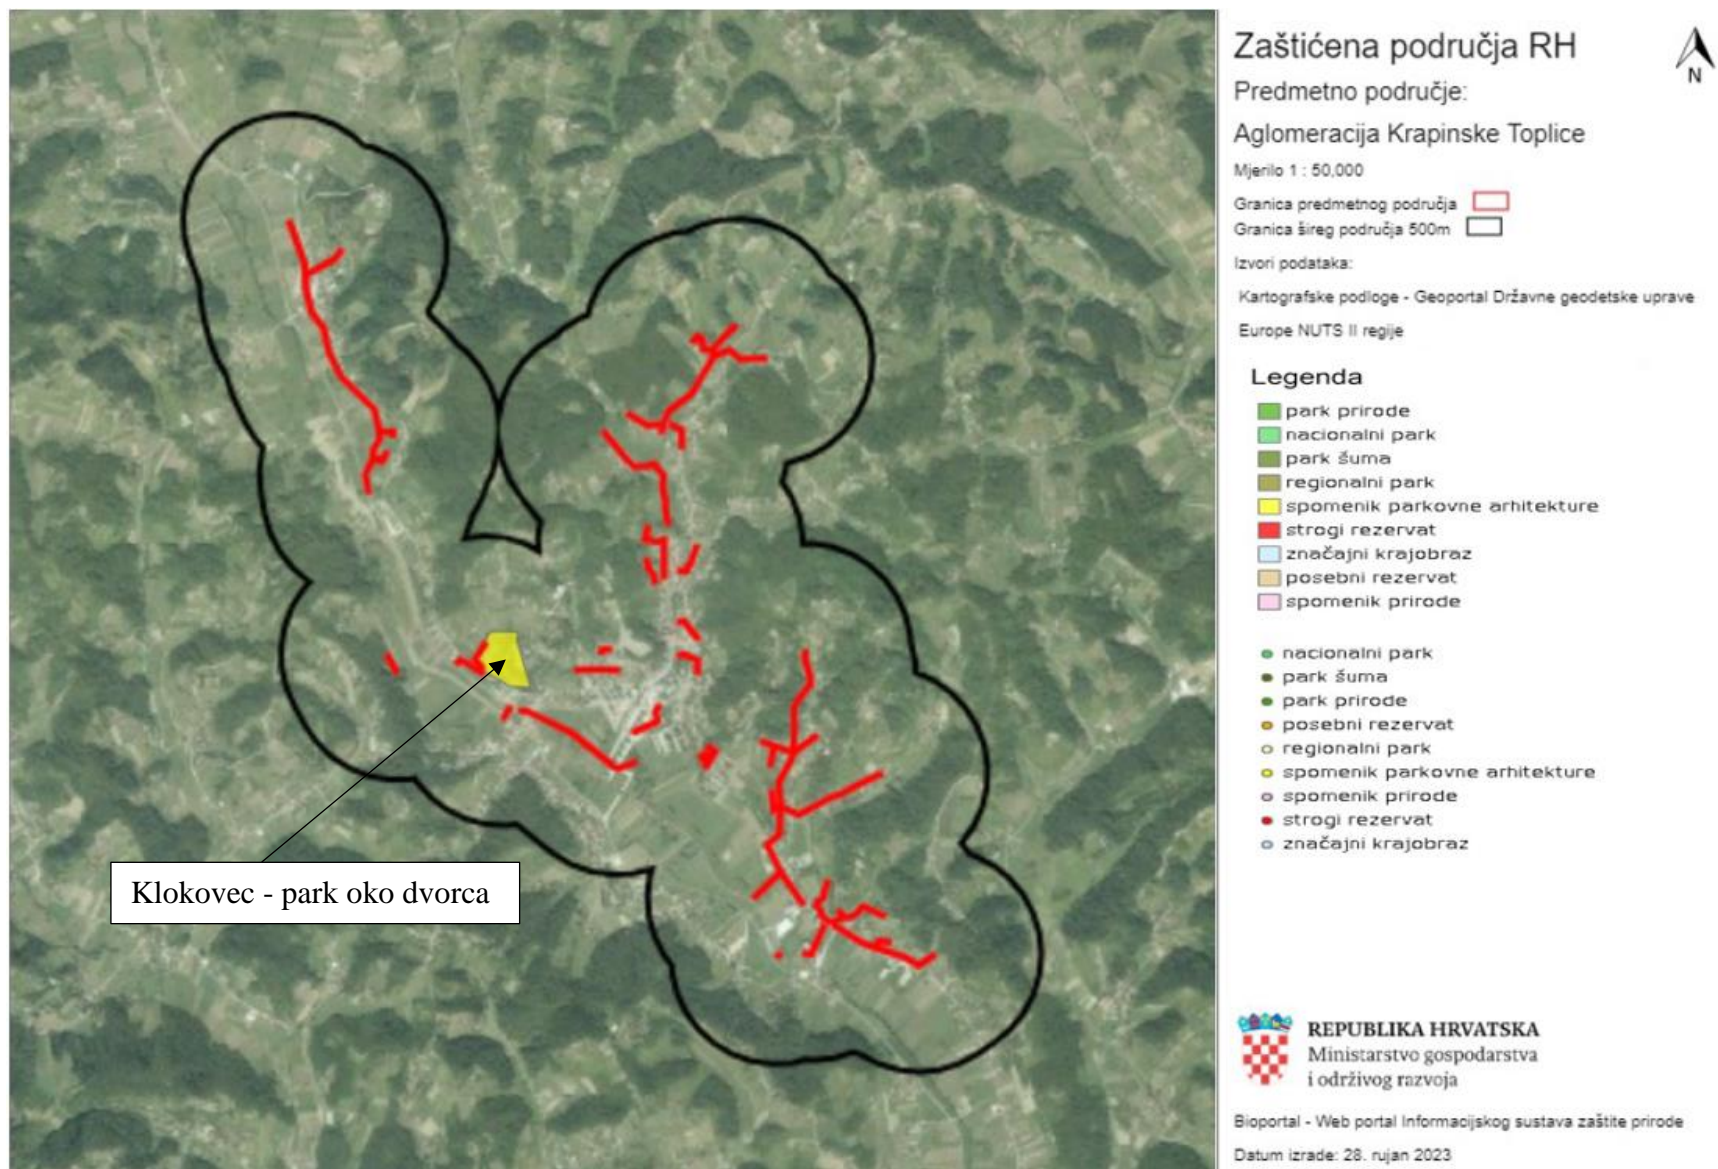 Zaštićena područja RH
N
Predmetno područje:
Aglomeracija Krapinske Toplice
Mjerilo 1 : 50,000
Granica predmetnog područja
Granica šireg područja 500m
Izvori podataka:
Kartografske podloge - Geoportal Državne geodetske uprave
Europe NUTS II regije
Legenda
park prirode
nacionalni park
park šuma
regionalni park
spomenik parkovne arhitekture
strogi rezervat
značajni krajobraz
posebni rezervat
spomenik prirode
nacionalni park
park šuma
park prirode
posebni rezervat
regionalni park
spomenik parkovne arhitekture
spomenik prirode
strogi rezervat
značajni krajobraz
Klokovec - park oko dvorca
REPUBLIKA HRVATSKA
Ministarstvo gospodarstva
i održivog razvoja
Bioportal - Web portal Informacijskog sustava zaštite prirode
Datum izrade: 28. rujan 2023